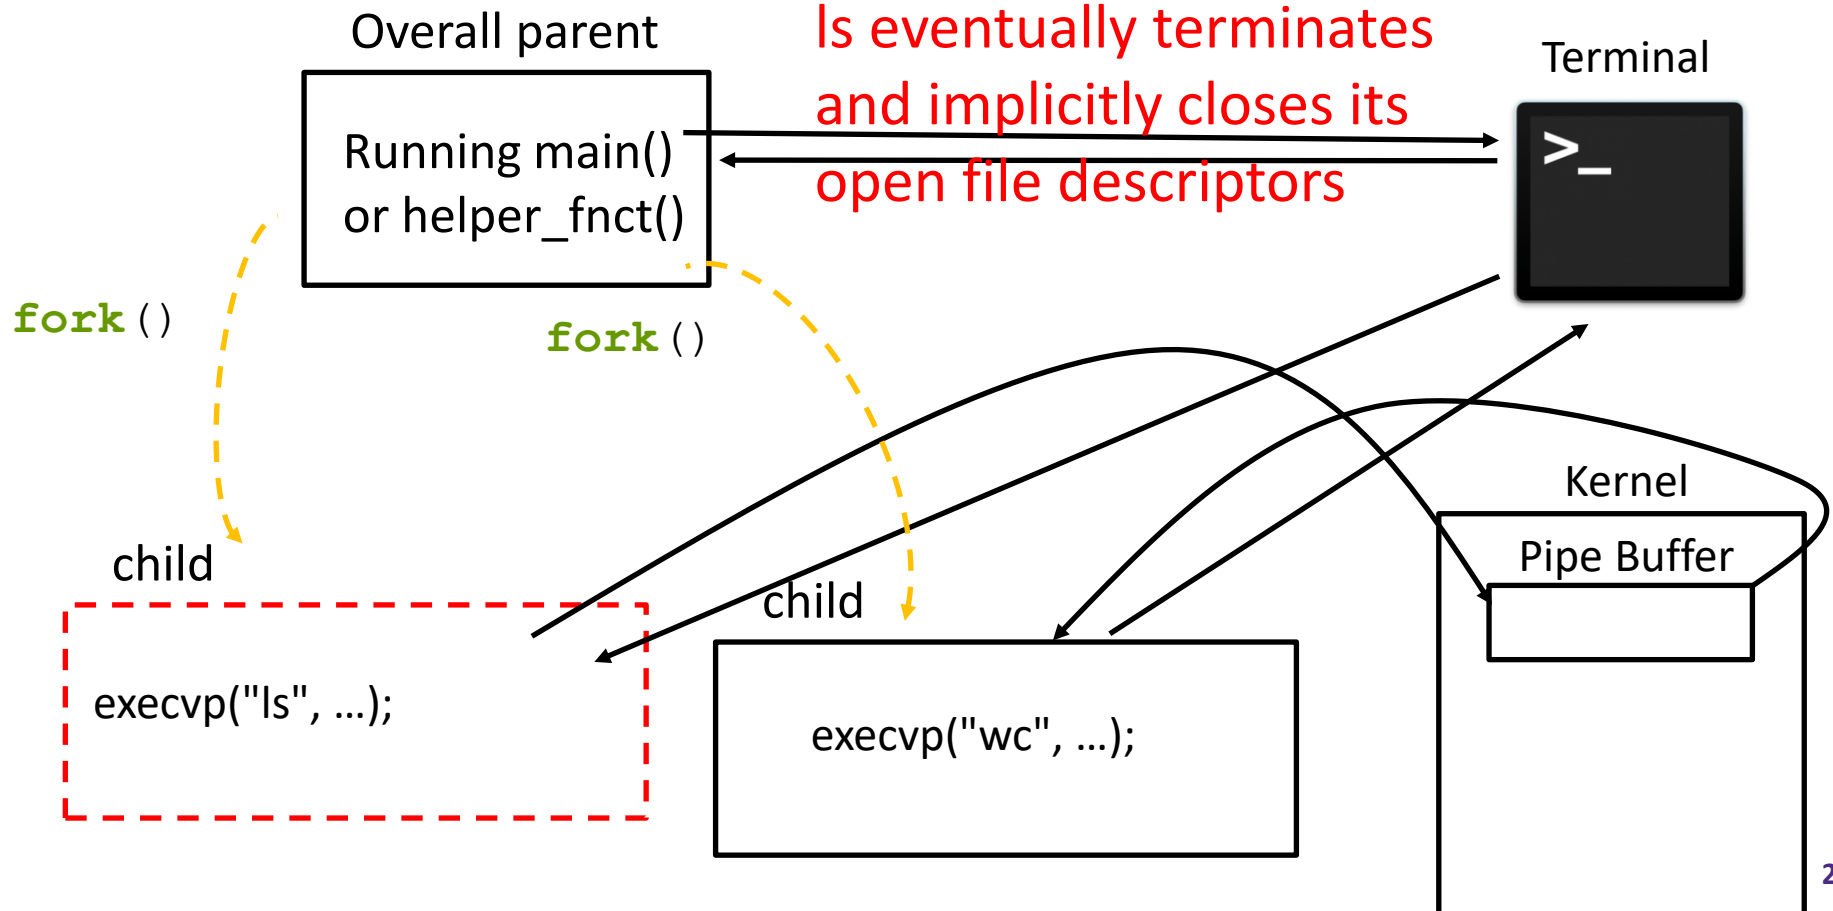 Overall parent
ls eventually terminates
and implicitly closes its
open file descriptors
Terminal
>_
Running main()
or helper_fnct()
fork()
fork()
Kernel
Pipe Buffer
child
child
execvp("ls", …);
execvp("wc", …);
2